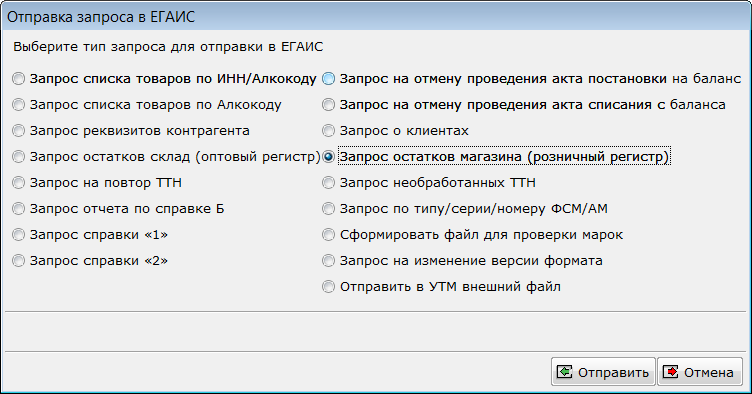 Отправка запроса в ЕГАИС
Выберите тип запроса для отправки в ЕГАИС
Запрос списка товаров по ИНН/Алкокоду
Запрос списка товаров по Алкокоду
Запрос реквизитов контрагента
Запрос остатков склад (оптовый регистр)
Запрос на повтор ТТН
Запрос отчета по справке Б
Запрос справки «1»
Запрос справки «2»
Запрос на отмену проведения акта постановки на баланс
Запрос на отмену проведения акта списания с баланса
Запрос о клиентах
Запрос остатков магазина (розничный регистр)
Запрос необработанных ТТН
Запрос по типу/серии/номеру ФСМ/АМ
Сформировать файл для проверки марок
Запрос на изменение версии формата
Отправить в УТМ внешний файл
Отправить
Отмена